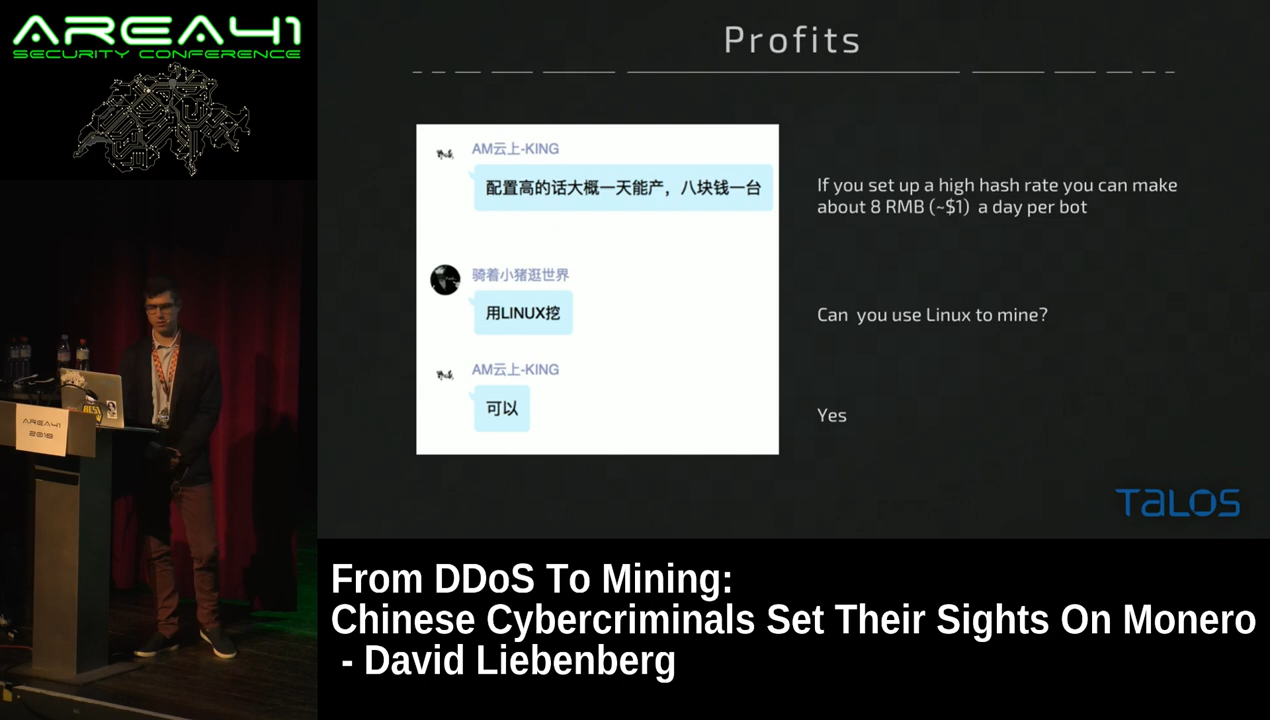 AREA41
SECURITY CONFERENCE
Profits
AM云上-KING
配置高的话大概一天能产，八块钱一台
If you set up a high hash rate you can make
about 8 RMB (~$1) a day per bot
骑着小猪逛世界
用LINUX挖
Can you use Linux to mine?
AM云上-KING
可以
Yes
TALOS
AREA41
2018
From DDoS To Mining:
Chinese Cybercriminals Set Their Sights On Monero
- David Liebenberg